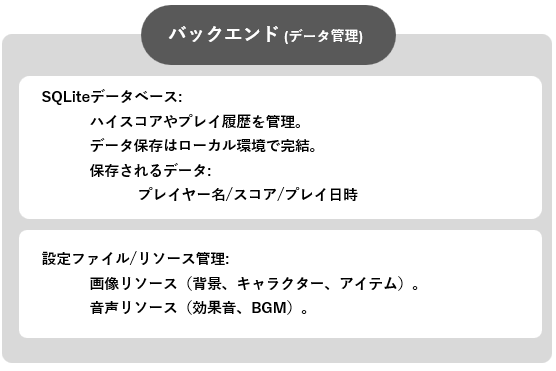 バックエンド (データ管理)
SQLiteデータベース:
ハイスコアやプレイ履歴を管理。
データ保存はローカル環境で完結。
保存されるデータ:
プレイヤー名/スコア/プレイ日時
設定ファイル/リソース管理:
画像リソース（背景、キャラクター、アイテム）。
音声リソース（効果音、BGM）。